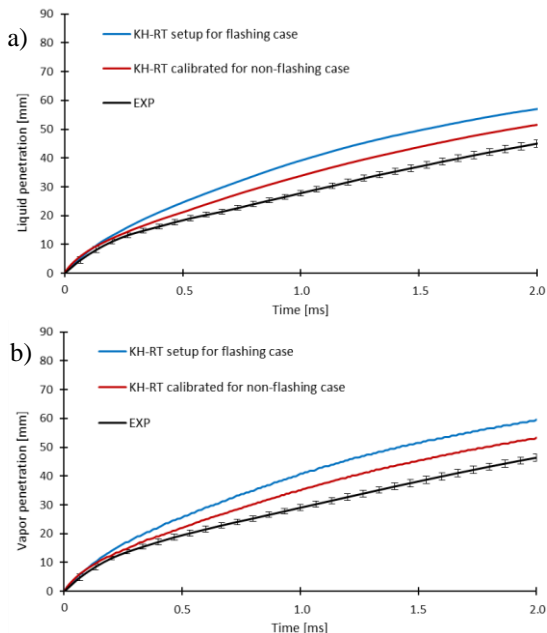 a)
90
80
70
60
50
40
30
20
10
0
Liquid penetration [mm]
KH-RT setup for flashing case
KH-RT calibrated for non-flashing case
EXP
0 0.5 1.0 1.5 2.0
Time [ms]
b)
90
80
70
60
50
40
30
20
10
0
Vapor penetration [mm]
KH-RT setup for flashing case
KH-RT calibrated for non-flashing case
EXP
0 0.5 1.0 1.5 2.0
Time [ms]